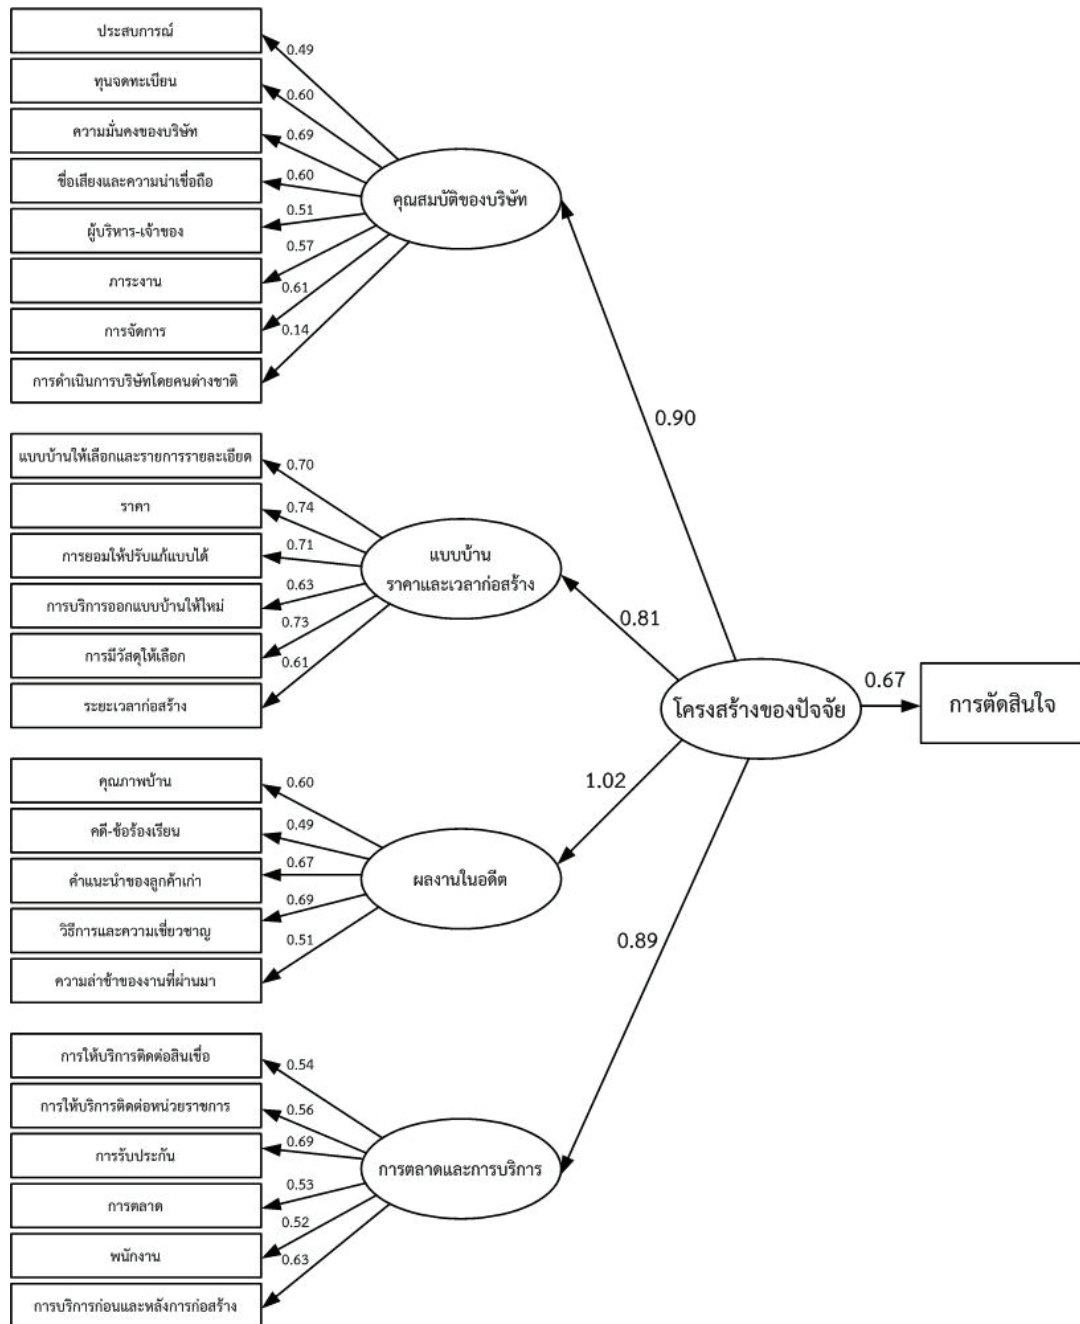 ประสบการณ์
0.49
ทุนจดทะเบียน
0.60
ความมั่นคงของบริษัท
0.69
ชื่อเสียงและความน่าเชื่อถือ
0.60
ผู้บริหาร-เจ้าของ
0.51
ภาระงาน
0.57
การจัดการ
0.61
การดำเนินการบริษัทโดยคนต่างชาติ
0.14
คุณสมบัติของบริษัท
0.90
แบบบ้านให้เลือกและรายการรายละเอียด
0.70
ราคา
0.74
การยอมให้ปรับแก้แบบได้
0.71
การบริการออกแบบบ้านให้ใหม่
0.63
การมีวัสดุให้เลือก
0.73
ระยะเวลาก่อสร้าง
0.61
แบบบ้าน
ราคาและเวลาก่อสร้าง
0.81
โครงสร้างของปัจจัย
0.67
การตัดสินใจ
คุณภาพบ้าน
0.60
คดี-ข้อร้องเรียน
0.49
คำแนะนำของลูกค้าเก่า
0.67
วิธีการและความเชี่ยวชาญ
0.69
ความล่าช้าของงานที่ผ่านมา
0.51
ผลงานในอดีต
1.02
การให้บริการติดต่อสินเชื่อ
0.54
การให้บริการติดต่อหน่วยราชการ
0.56
การรับประกัน
0.69
การตลาด
0.53
พนักงาน
0.52
การบริการก่อนและหลังการก่อสร้าง
0.63
การตลาดและการบริการ
0.89